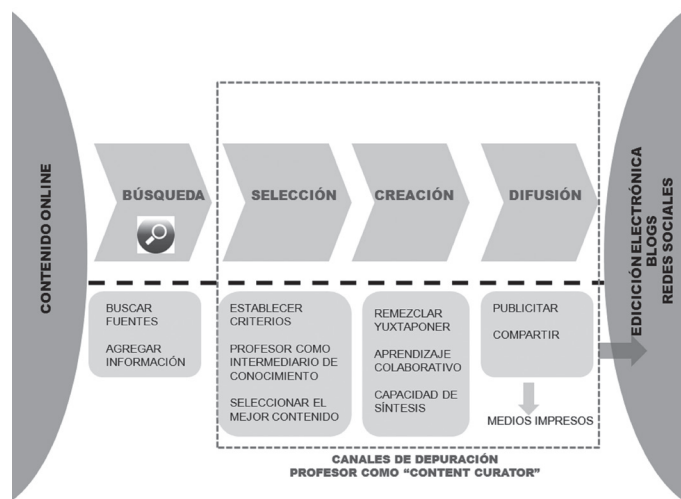 CONTENIDO ONLINE
BÚSQUEDA
SELECCIÓN
CREACIÓN
DIFUSIÓN
BUSCAR
FUENTES
AGREGAR
INFORMACIÓN
ESTABLECER
CRITERIOS
PROFESOR COMO
INTERMEDIARIO DE
CONOCIMIENTO
SELECCIONAR EL
MEJOR CONTENIDO
REMEZCLAR
YUXTAPONER
APRENDIZAJE
COLABORATIVO
CAPACIDAD DE
SÍNTESIS
PUBLICITAR
COMPARTIR
MEDIOS IMPRESOS
EDICICIÓN ELECTRÓNICA
BLOGS
REDES SOCIALES
CANALES DE DEPURACIÓN
PROFESOR COMO “CONTENT CURATOR”